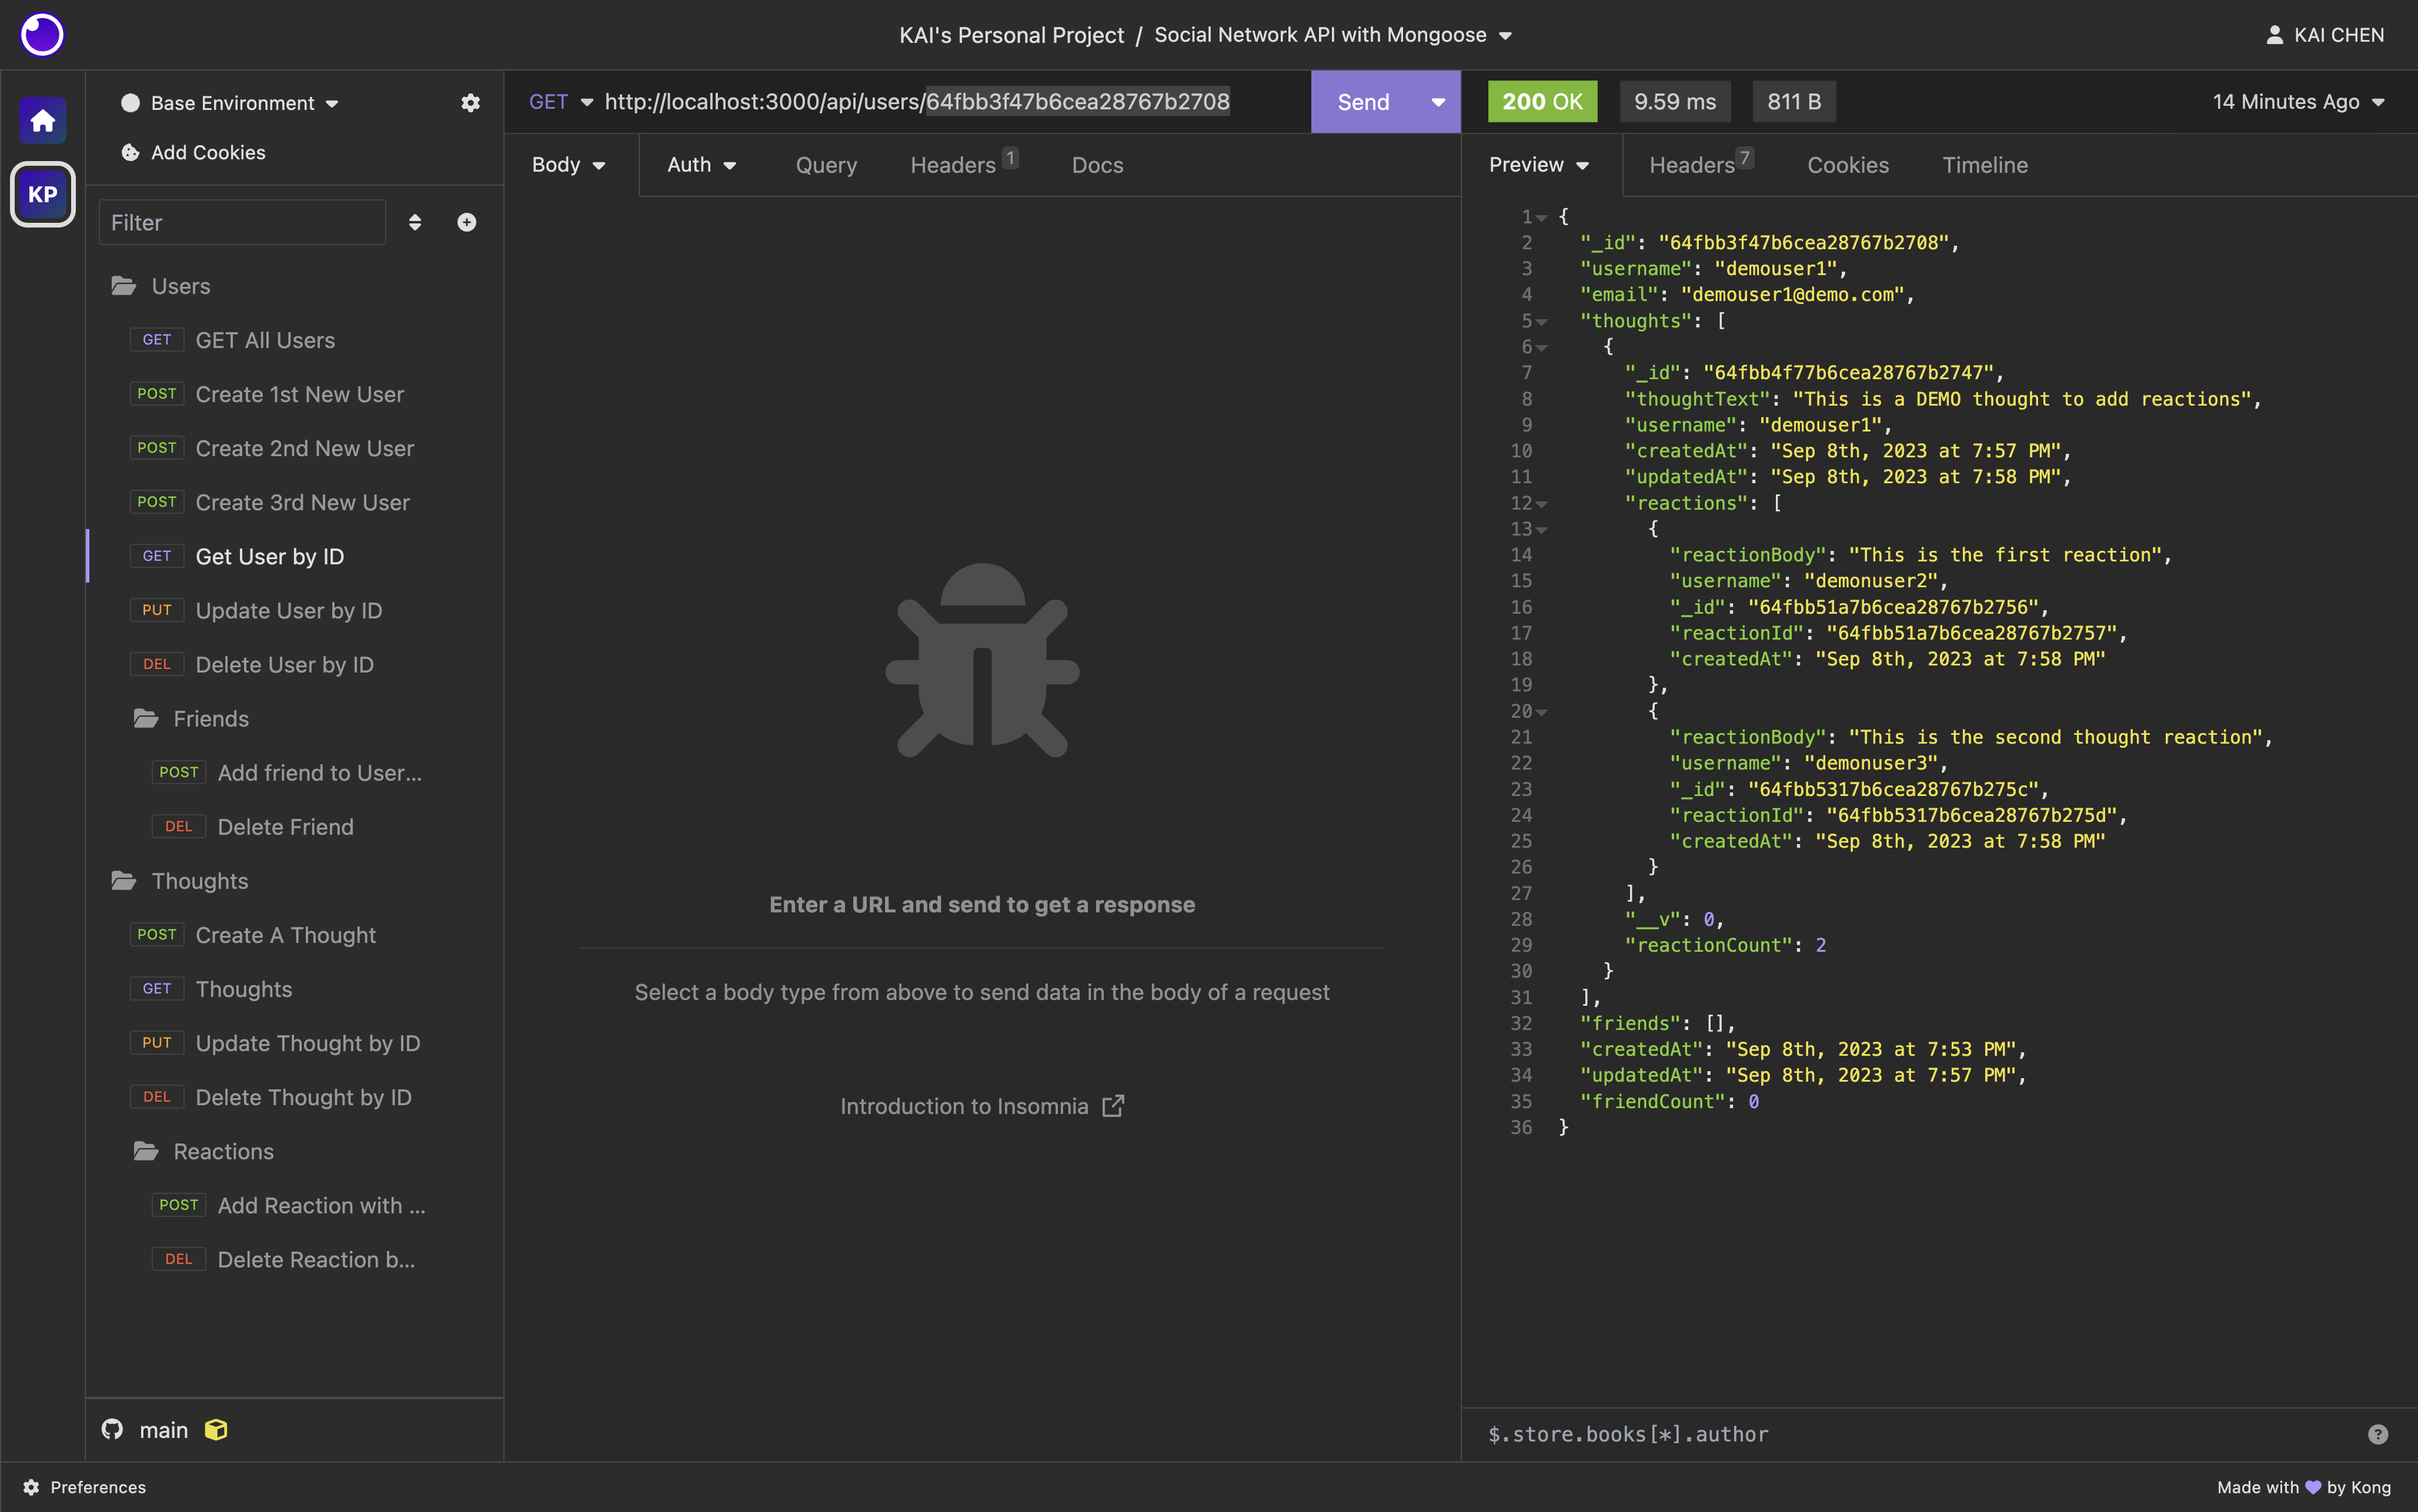 KAI's Personal Project / Social Network API with Mongoose
KAI CHEN
KP
Base Environment
Add Cookies
Filter
Users
GET GET All Users
POST Create 1st New User
POST Create 2nd New User
POST Create 3rd New User
GET Get User by ID
PUT Update User by ID
DEL Delete User by ID
Friends
POST Add friend to User...
DEL Delete Friend
Thoughts
POST Create A Thought
GET Thoughts
PUT Update Thought by ID
DEL Delete Thought by ID
Reactions
POST Add Reaction with ...
DEL Delete Reaction b...
main
Preferences
GET http://localhost:3000/api/users/64fbb3f47b6cea28767b2708
Send
Body Auth Query Headers 1 Docs
Enter a URL and send to get a response
Select a body type from above to send data in the body of a request
Introduction to Insomnia
200 OK 9.59 ms 811 B 14 Minutes Ago
Preview Headers 7 Cookies Timeline
1 {
2 "_id": "64fbb3f47b6cea28767b2708",
3 "username": "demouser1",
4 "email": "demouser1@demo.com",
5 "thoughts": [
6 {
7 "_id": "64fbb4f77b6cea28767b2747",
8 "thoughtText": "This is a DEMO thought to add reactions",
9 "username": "demouser1",
10 "createdAt": "Sep 8th, 2023 at 7:57 PM",
11 "updatedAt": "Sep 8th, 2023 at 7:58 PM",
12 "reactions": [
13 {
14 "reactionBody": "This is the first reaction",
15 "username": "demonuser2",
16 "_id": "64fbb51a7b6cea28767b2756",
17 "reactionId": "64fbb51a7b6cea28767b2757",
18 "createdAt": "Sep 8th, 2023 at 7:58 PM"
19 },
20 {
21 "reactionBody": "This is the second thought reaction",
22 "username": "demonuser3",
23 "_id": "64fbb5317b6cea28767b275c",
24 "reactionId": "64fbb5317b6cea28767b275d",
25 "createdAt": "Sep 8th, 2023 at 7:58 PM"
26 }
27 ],
28 "__v": 0,
29 "reactionCount": 2
30 }
31 ],
32 "friends": [],
33 "createdAt": "Sep 8th, 2023 at 7:53 PM",
34 "updatedAt": "Sep 8th, 2023 at 7:57 PM",
35 "friendCount": 0
36 }
$.store.books[*].author
?
Made with 💜 by Kong